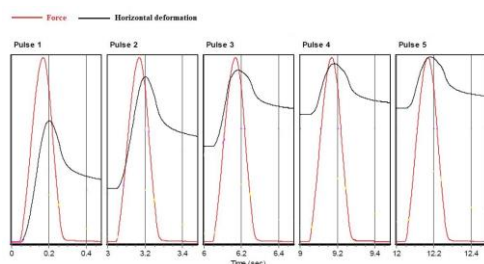 Force Horizontal deformation
Pulse 1 Pulse 2 Pulse 3 Pulse 4 Pulse 5
0 0.2 0.4 3 3.2 3.4 6 6.2 6.4 9 9.2 9.4 12 12.2 12.4
Time (sec)